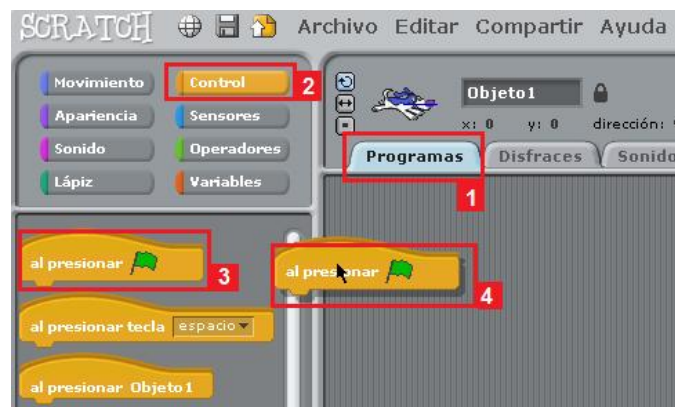 SCRATCH Archivo Editar Compartir Ayuda
Movimiento Control 2
Apariencia Sensores
Sonido Operadores
Lápiz Variables
Objeto1
x: 0 y: 0 dirección:
Programas Disfraces Sonido
1
al presionar 3
al presionar 4
al presionar tecla espacio
al presionar Objeto1